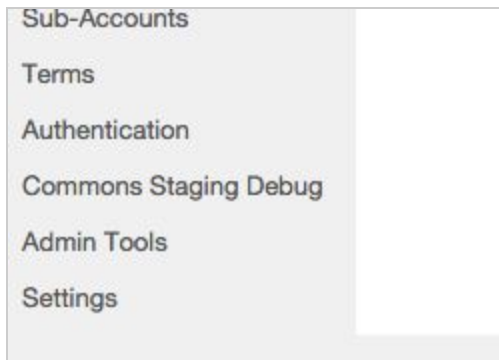 Sub-Accounts
Terms
Authentication
Commons Staging Debug
Admin Tools
Settings